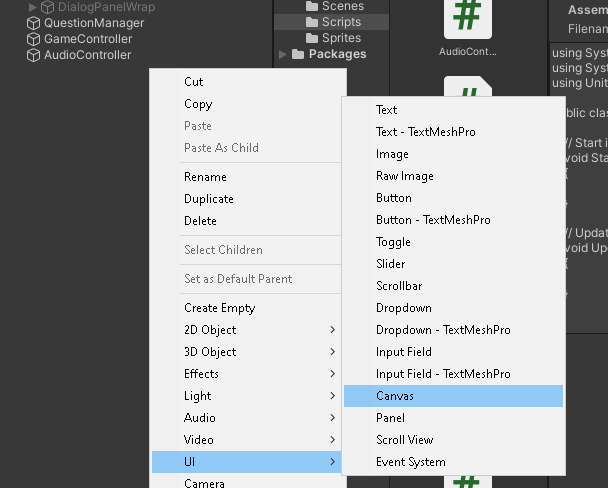 DialogPanelWrap
QuestionManager
GameController
AudioController
Scenes
Scripts
Sprites
Packages
AudioCont...
Assem
Filenam
using Syst
using Syst
using Unit
public clas
// Start i
void Sta
{
}
// Updat
void Up
{
}
Cut
Copy
Paste
Paste As Child
Rename
Duplicate
Delete
Select Children
Set as Default Parent
Create Empty
2D Object
3D Object
Effects
Light
Audio
Video
UI
Camera
Text
Text - TextMeshPro
Image
Raw Image
Button
Button - TextMeshPro
Toggle
Slider
Scrollbar
Dropdown
Dropdown - TextMeshPro
Input Field
Input Field - TextMeshPro
Canvas
Panel
Scroll View
Event System